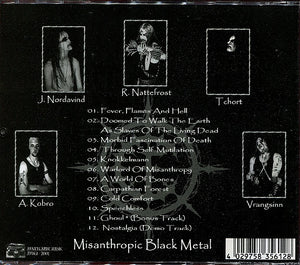 J. Nordavind
R. Nattefrost
Tchort
01. Fever, Flames And Hell
02. Doomed To Walk The Earth
As Slaves Of The Living Dead
03. Morbid Fascination Of Death
04. Through Self Mutilation
05. Knokkelmann
06. Warlord Of Misanthropy
07. A World Of Bones
08. Carpathian Forest
09. Cold Comfort
10. Speechless
11. Ghoul (Bonus Track)
12. Nostalgia (Demo Track)
A. Kobro
Vrangsinn
Misanthropic Black Metal
4 029758 356128